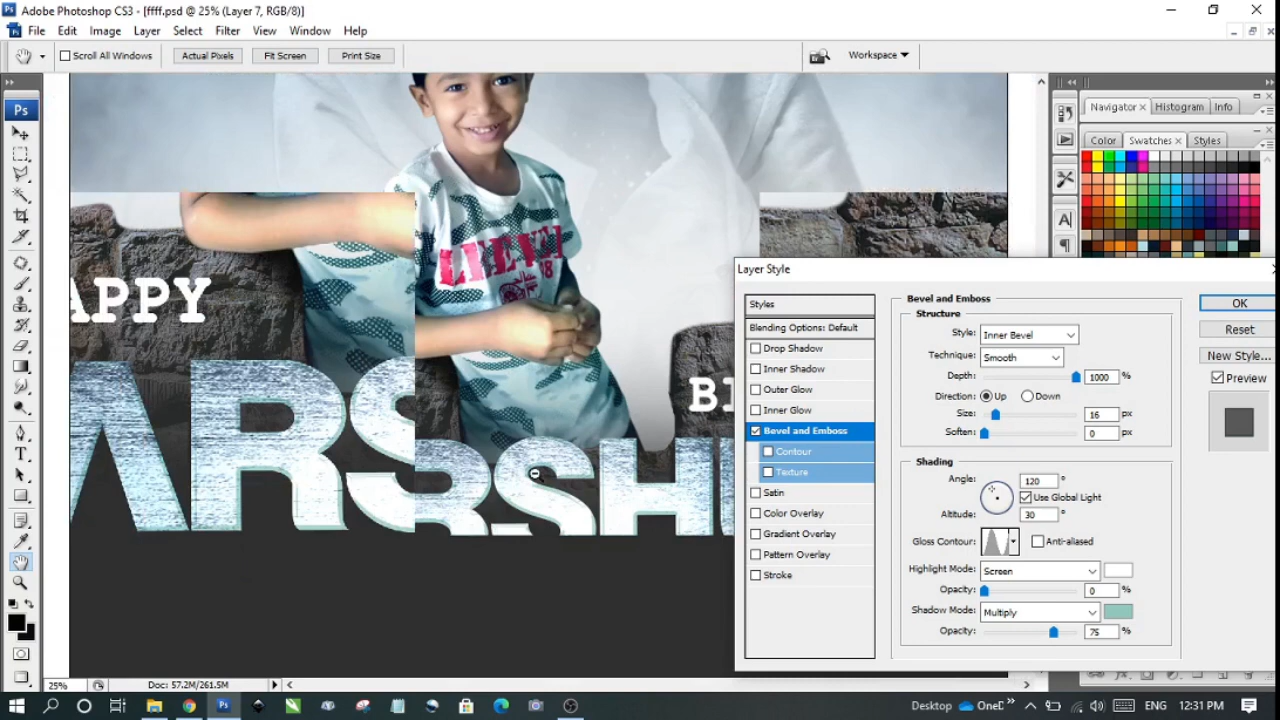 Adobe Photoshop CS3 - [ffff.psd @ 25% (Layer 7, RGB/8)]
File Edit Image Layer Select Filter View Window Help
Scroll All Windows Actual Pixels Fit Screen Print Size Workspace
Navigator Histogram Info
Color Swatches Styles
Ps
APPY
ARS
LEEVEI
18
BI
RSHI
Layer Style
Styles
Blending Options: Default
Drop Shadow
Inner Shadow
Outer Glow
Inner Glow
Bevel and Emboss
Contour
Texture
Satin
Color Overlay
Gradient Overlay
Pattern Overlay
Stroke
Bevel and Emboss
Structure
Style: Inner Bevel
Technique: Smooth
Depth: 1000 %
Direction: Up Down
Size: 16 px
Soften: 0 px
Shading
Angle: 120 °
Use Global Light
Altitude: 30 °
Gloss Contour: Anti-aliased
Highlight Mode: Screen
Opacity: 0 %
Shadow Mode: Multiply
Opacity: 75 %
OK
Reset
New Style...
Preview
25% Doc: 57.2M/261.5M
Desktop OneD ENG 12:31 PM